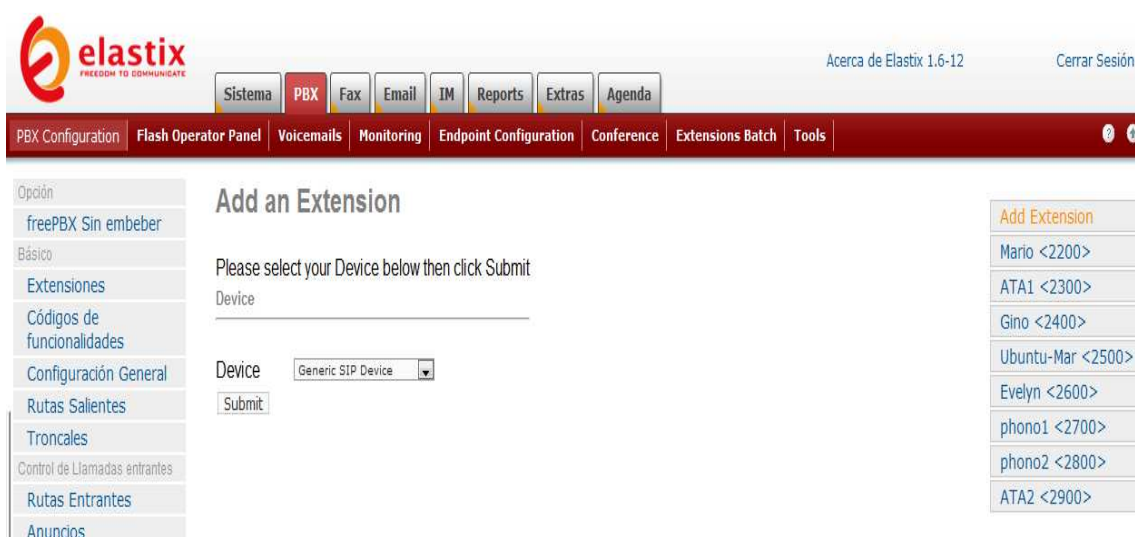 elastix
FREEDOM TO COMMUNICATE
Acerca de Elastix 1.6-12
Cerrar Sesión
Sistema
PBX
Fax
Email
IM
Reports
Extras
Agenda
PBX Configuration
Flash Operator Panel
Voicemails
Monitoring
Endpoint Configuration
Conference
Extensions Batch
Tools
?
Opción
freePBX Sin embeber
Básico
Extensiones
Códigos de
funcionalidades
Configuración General
Rutas Salientes
Troncales
Control de Llamadas entrantes
Rutas Entrantes
Anuncios
Add an Extension
Please select your Device below then click Submit
Device
Device
Generic SIP Device
Submit
Add Extension
Mario <2200>
ATA1 <2300>
Gino <2400>
Ubuntu-Mar <2500>
Evelyn <2600>
phono1 <2700>
phono2 <2800>
ATA2 <2900>